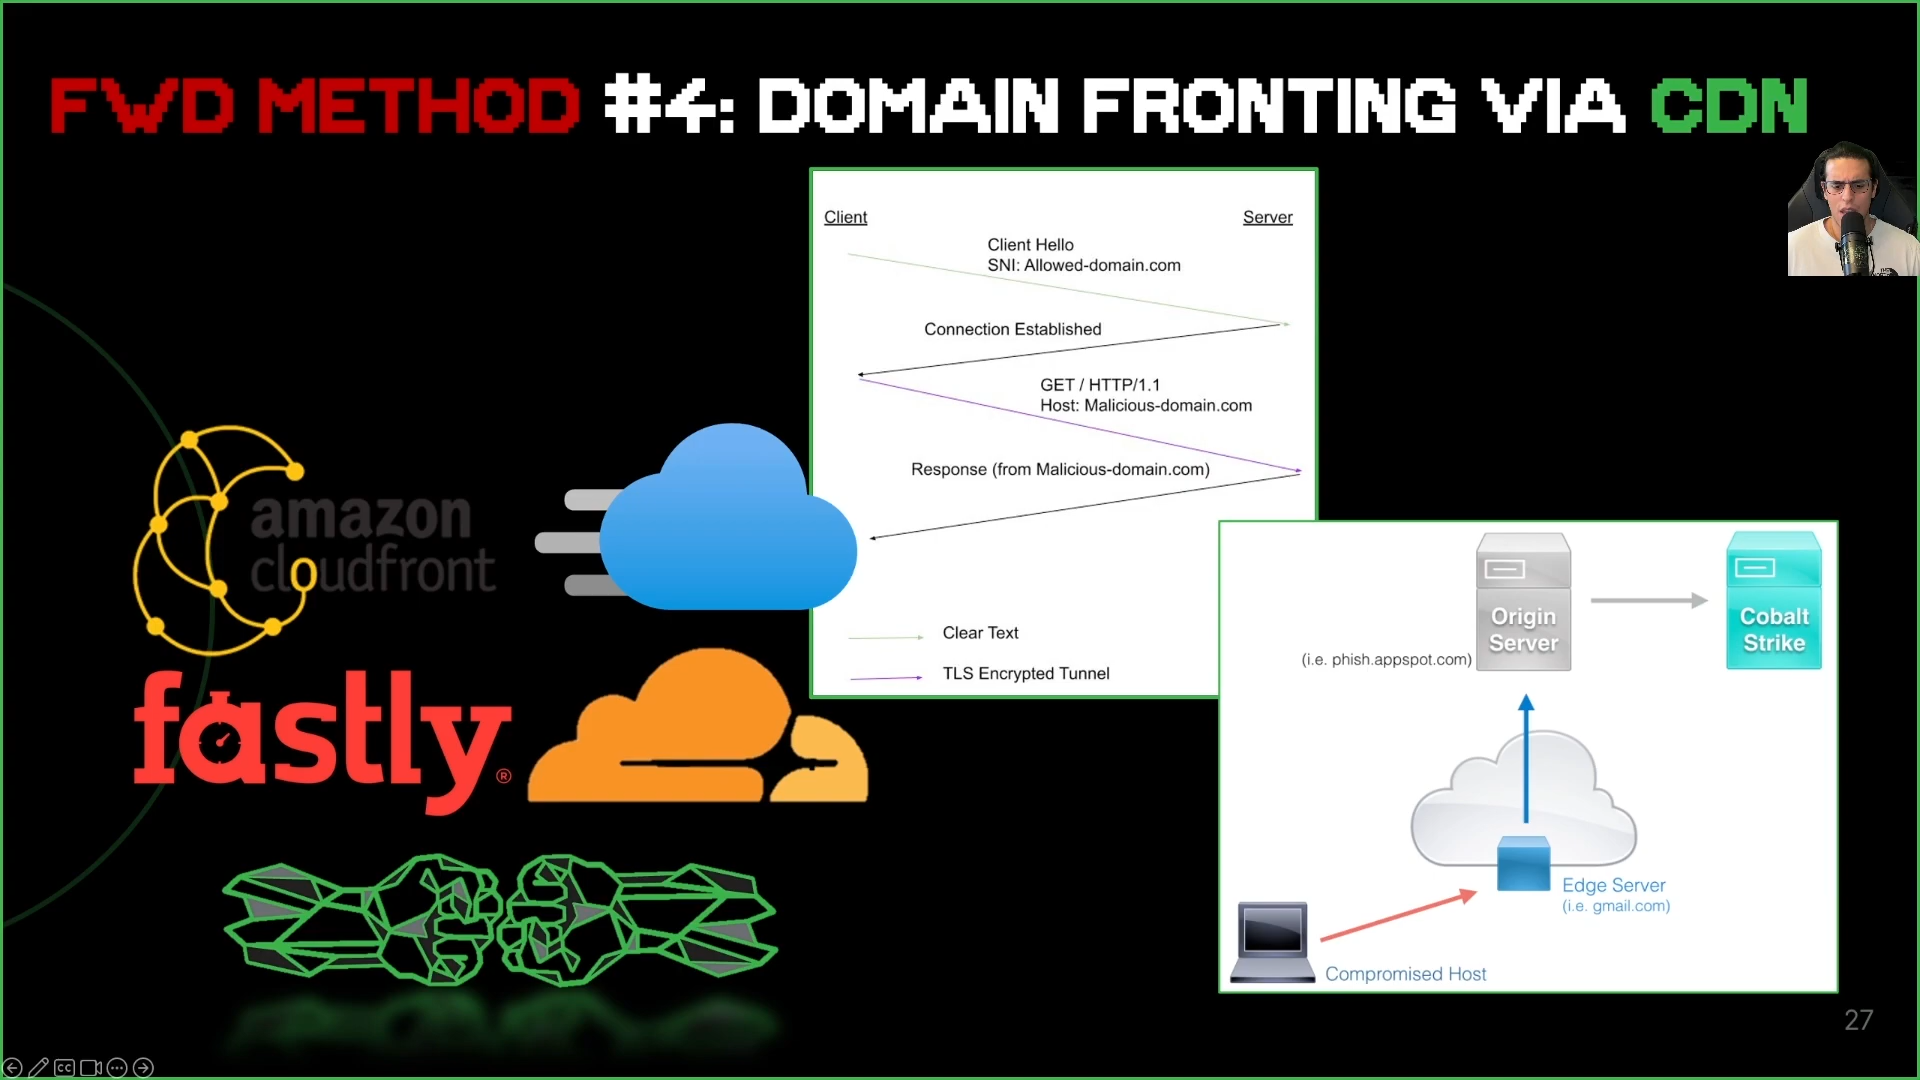 FWD METHOD #4: DOMAIN FRONTING VIA CDN
Client
Server
Client Hello
SNI: Allowed-domain.com
Connection Established
GET / HTTP/1.1
Host: Malicious-domain.com
Response (from Malicious-domain.com)
Clear Text
TLS Encrypted Tunnel
amazon
cloudfront
fastly®
Origin
Server
(i.e. phish.appspot.com)
Cobalt
Strike
Edge Server
(i.e. gmail.com)
Compromised Host
27
CC